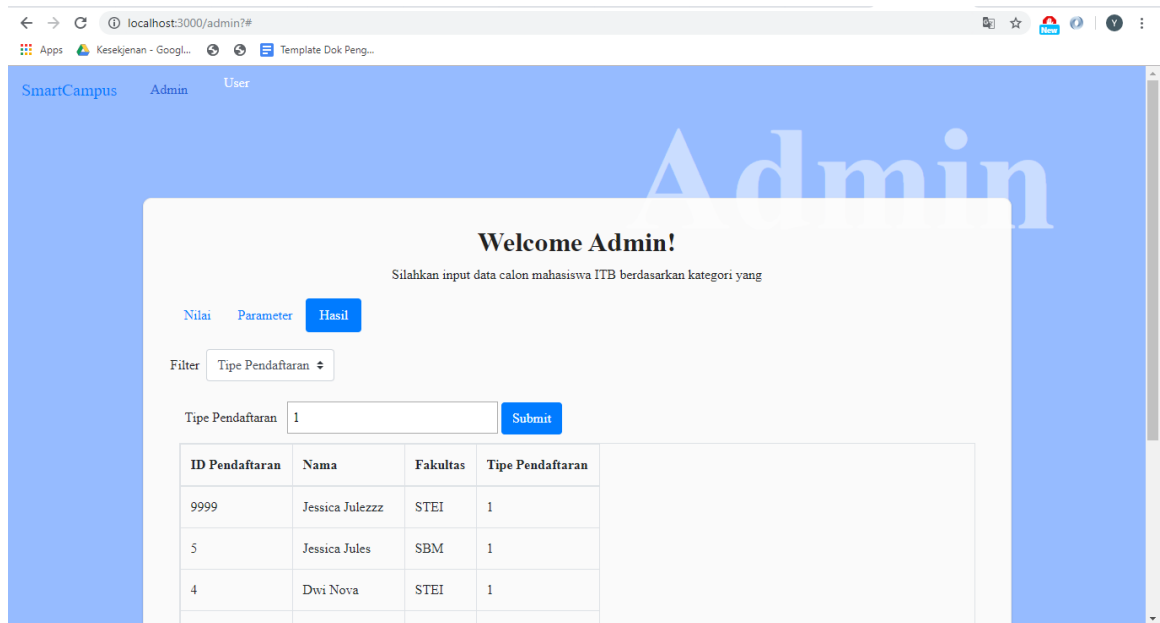 localhost:3000/admin?#
New
Y
Apps Kesekjenan - Googl... Template Dok Peng...
SmartCampus Admin User
Admin
Welcome Admin!
Silahkan input data calon mahasiswa ITB berdasarkan kategori yang
Nilai Parameter Hasil
Filter Tipe Pendaftaran
Tipe Pendaftaran 1 Submit
ID Pendaftaran Nama Fakultas Tipe Pendaftaran
9999 Jessica Julezzz STEI 1
5 Jessica Jules SBM 1
4 Dwi Nova STEI 1